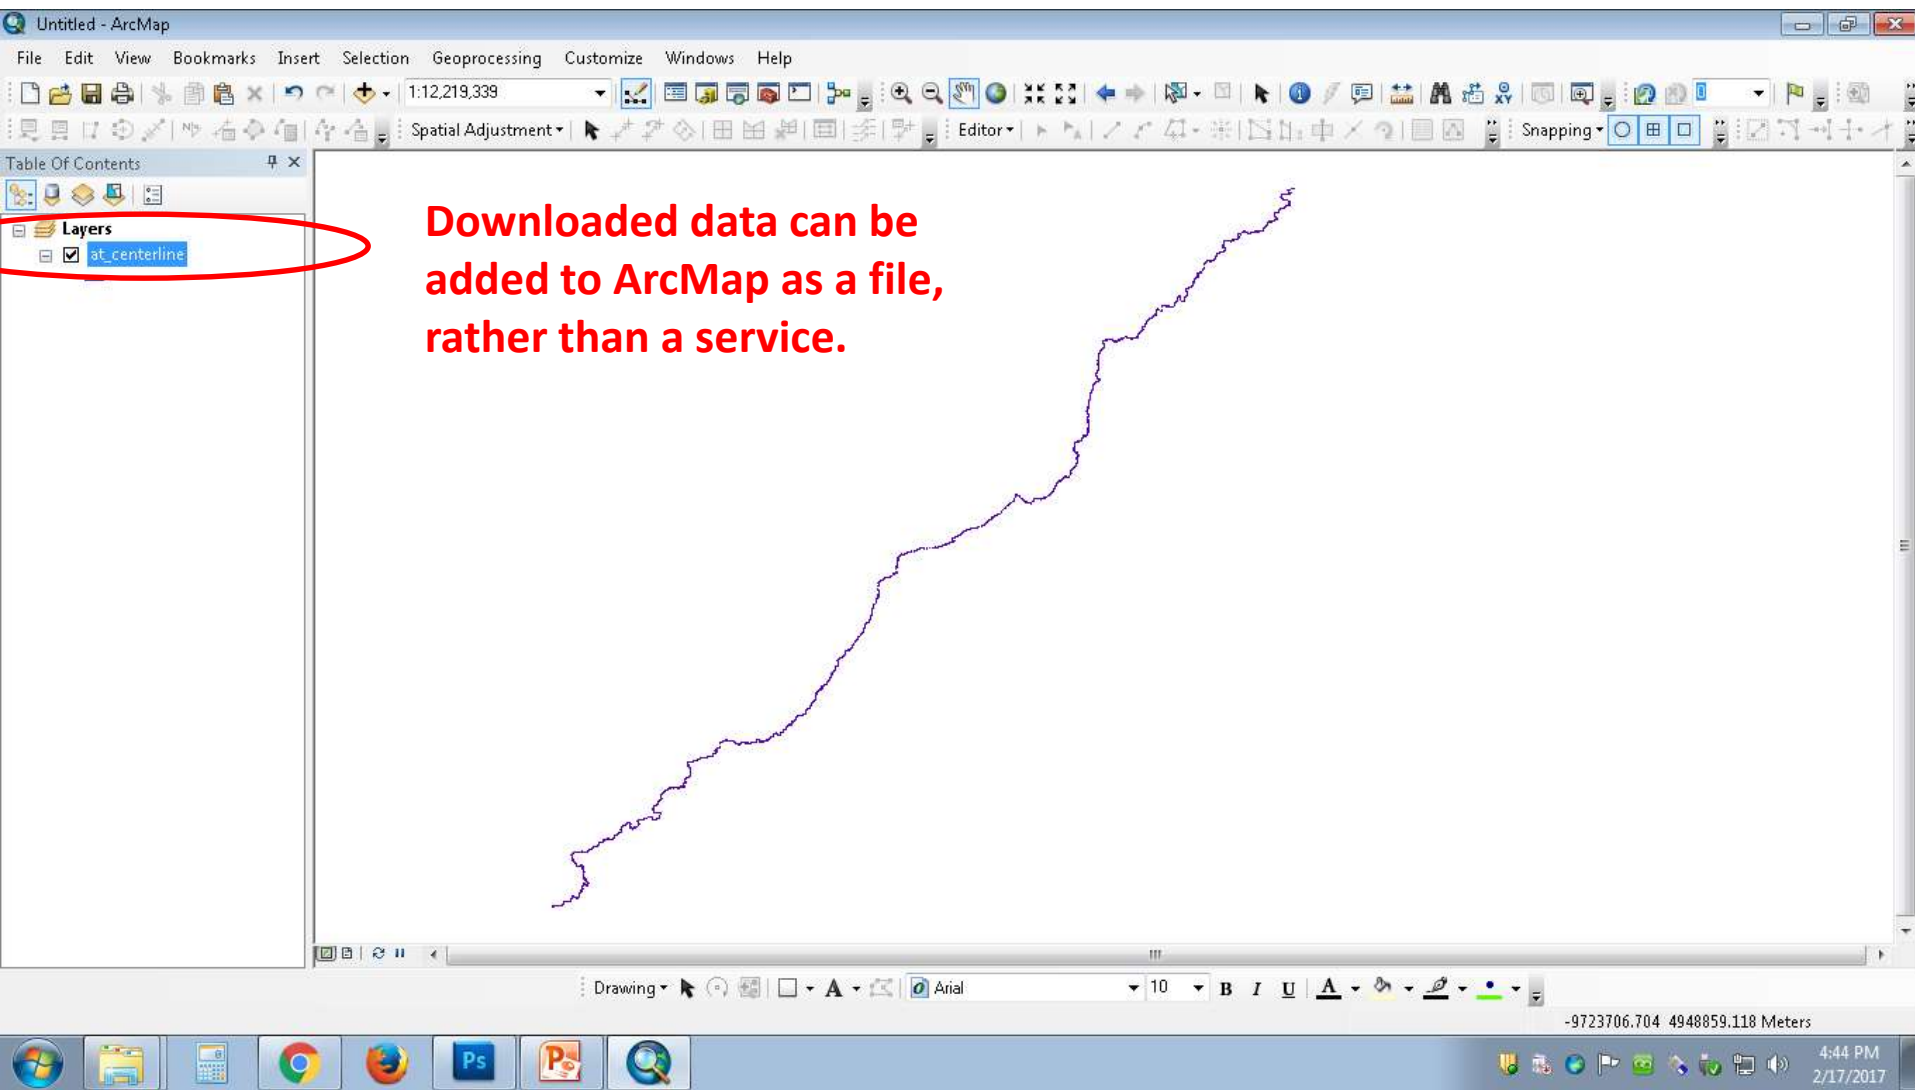 Untitled - ArcMap
File Edit View Bookmarks Insert Selection Geoprocessing Customize Windows Help
1:12,219,339
Spatial Adjustment Editor Snapping
Table Of Contents
Layers
at_centerline
Downloaded data can be
added to ArcMap as a file,
rather than a service.
Drawing A Arial 10 B I U A
-9723706.704 4948859.118 Meters
Ps P
4:44 PM
2/17/2017